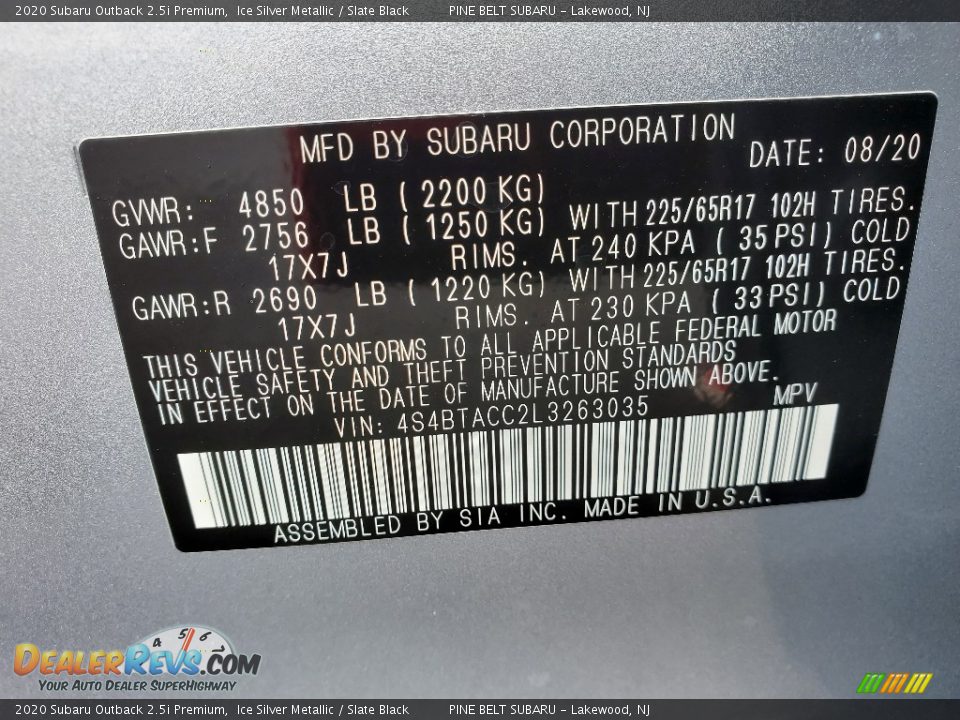 2020 Subaru Outback 2.5i Premium, Ice Silver Metallic / Slate Black PINE BELT SUBARU - Lakewood, NJ
MFD BY SUBARU CORPORATION
DATE: 08/20
GVWR: 4850 LB ( 2200 KG)
GAWR:F 2756 LB ( 1250 KG) WITH 225/65R17 102H TIRES.
17X7J RIMS. AT 240 KPA ( 35 PSI) COLD
GAWR:R 2690 LB ( 1220 KG) WITH 225/65R17 102H TIRES.
17X7J RIMS. AT 230 KPA ( 33 PSI) COLD
THIS VEHICLE CONFORMS TO ALL APPLICABLE FEDERAL MOTOR
VEHICLE SAFETY AND THEFT PREVENTION STANDARDS
IN EFFECT ON THE DATE OF MANUFACTURE SHOWN ABOVE.
VIN: 4S4BTACC2L3263035 MPV
ASSEMBLED BY SIA INC. MADE IN U.S.A.
4 5 6
DEALERREVS.COM
YOUR AUTO DEALER SUPERHIGHWAY
2020 Subaru Outback 2.5i Premium, Ice Silver Metallic / Slate Black PINE BELT SUBARU - Lakewood, NJ